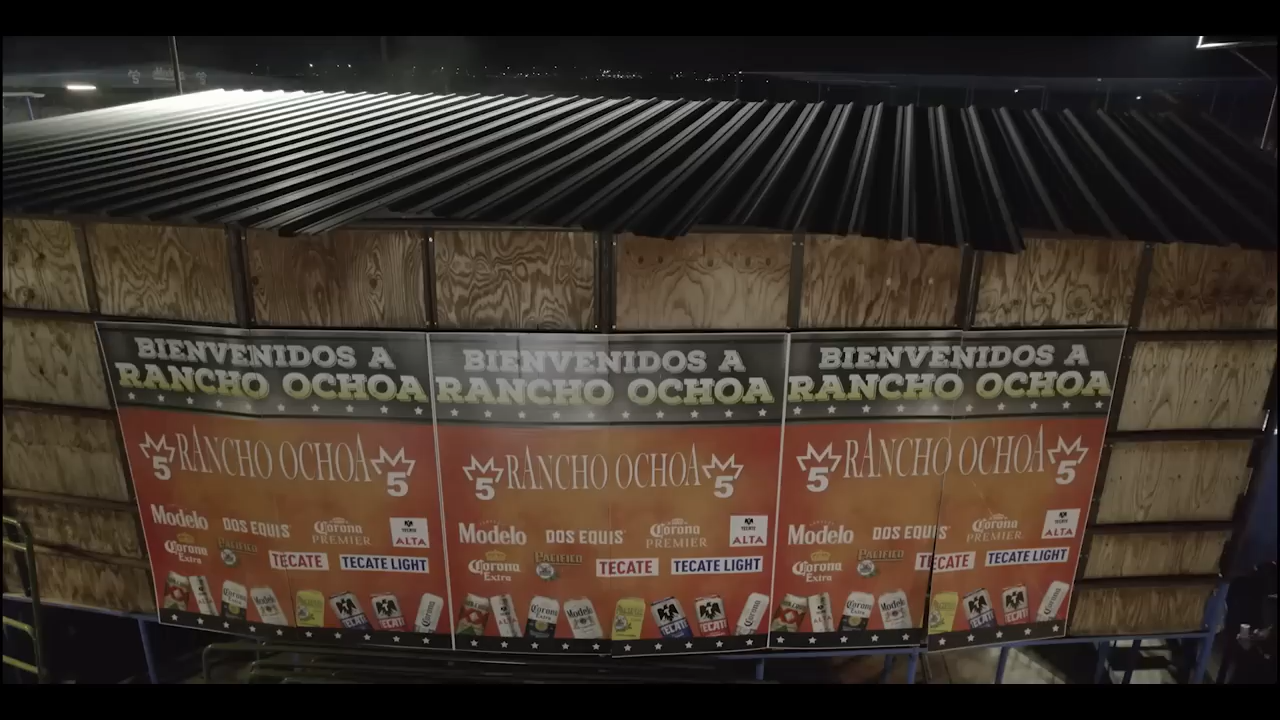 BIENVENIDOS A
RANCHO OCHOA
5 RANCHO OCHOA 5
Modelo DOS EQUIS Corona PREMIER TECATE ALTA
Corona Extra PACIFICO TECATE TECATE LIGHT
BIENVENIDOS A
RANCHO OCHOA
5 RANCHO OCHOA 5
Modelo DOS EQUIS Corona PREMIER TECATE ALTA
Corona Extra PACIFICO TECATE TECATE LIGHT
BIENVENIDOS A
RANCHO OCHOA
5 RANCHO OCHOA 5
Modelo DOS EQUIS Corona PREMIER TECATE ALTA
Corona Extra PACIFICO TECATE TECATE LIGHT